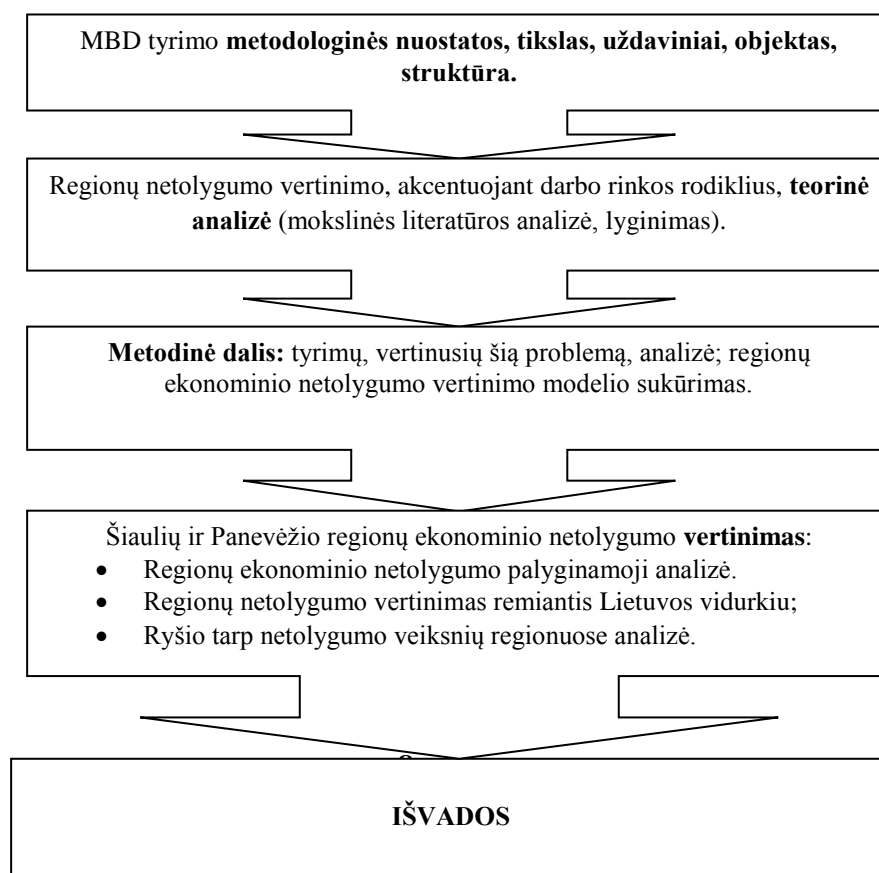 MBD tyrimo metodologinės nuostatos, tikslas, uždaviniai, objektas,
struktūra.
Regionų netolygumo vertinimo, akcentuojant darbo rinkos rodiklius, teorinė
analizė (mokslinės literatūros analizė, lyginimas).
Metodinė dalis: tyrimų, vertinusių šią problemą, analizė; regionų
ekonominio netolygumo vertinimo modelio sukūrimas.
Šiaulių ir Panevėžio regionų ekonominio netolygumo vertinimas:
• Regionų ekonominio netolygumo palyginamoji analizė.
• Regionų netolygumo vertinimas remiantis Lietuvos vidurkiu;
• Ryšio tarp netolygumo veiksnių regionuose analizė.
IŠVADOS